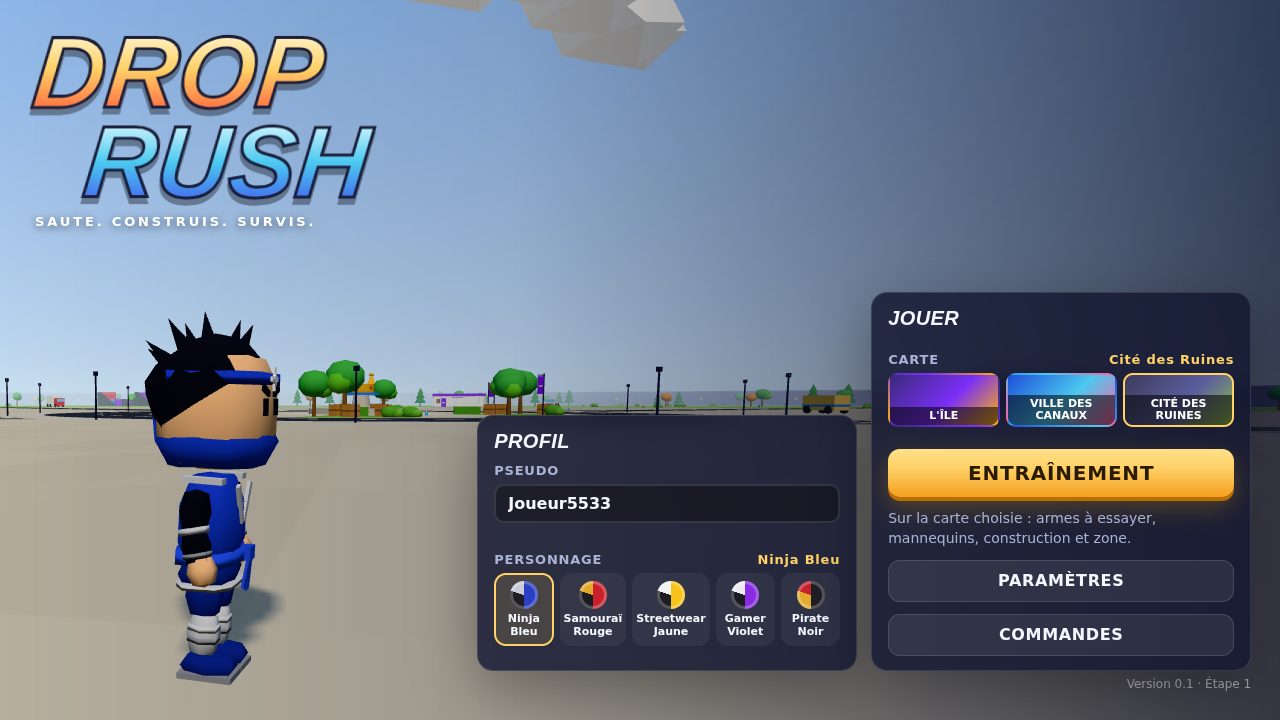 DROP
RUSH
SAUTE. CONSTRUIS. SURVIS.
PROFIL
PSEUDO
Joueur5533
PERSONNAGE
Ninja Bleu
Ninja
Bleu
Samouraï
Rouge
Streetwear
Jaune
Gamer
Violet
Pirate
Noir
JOUER
CARTE
Cité des Ruines
L'ÎLE
VILLE DES
CANAUX
CITÉ DES
RUINES
ENTRAÎNEMENT
Sur la carte choisie : armes à essayer,
mannequins, construction et zone.
PARAMÈTRES
COMMANDES
Version 0.1 · Étape 1